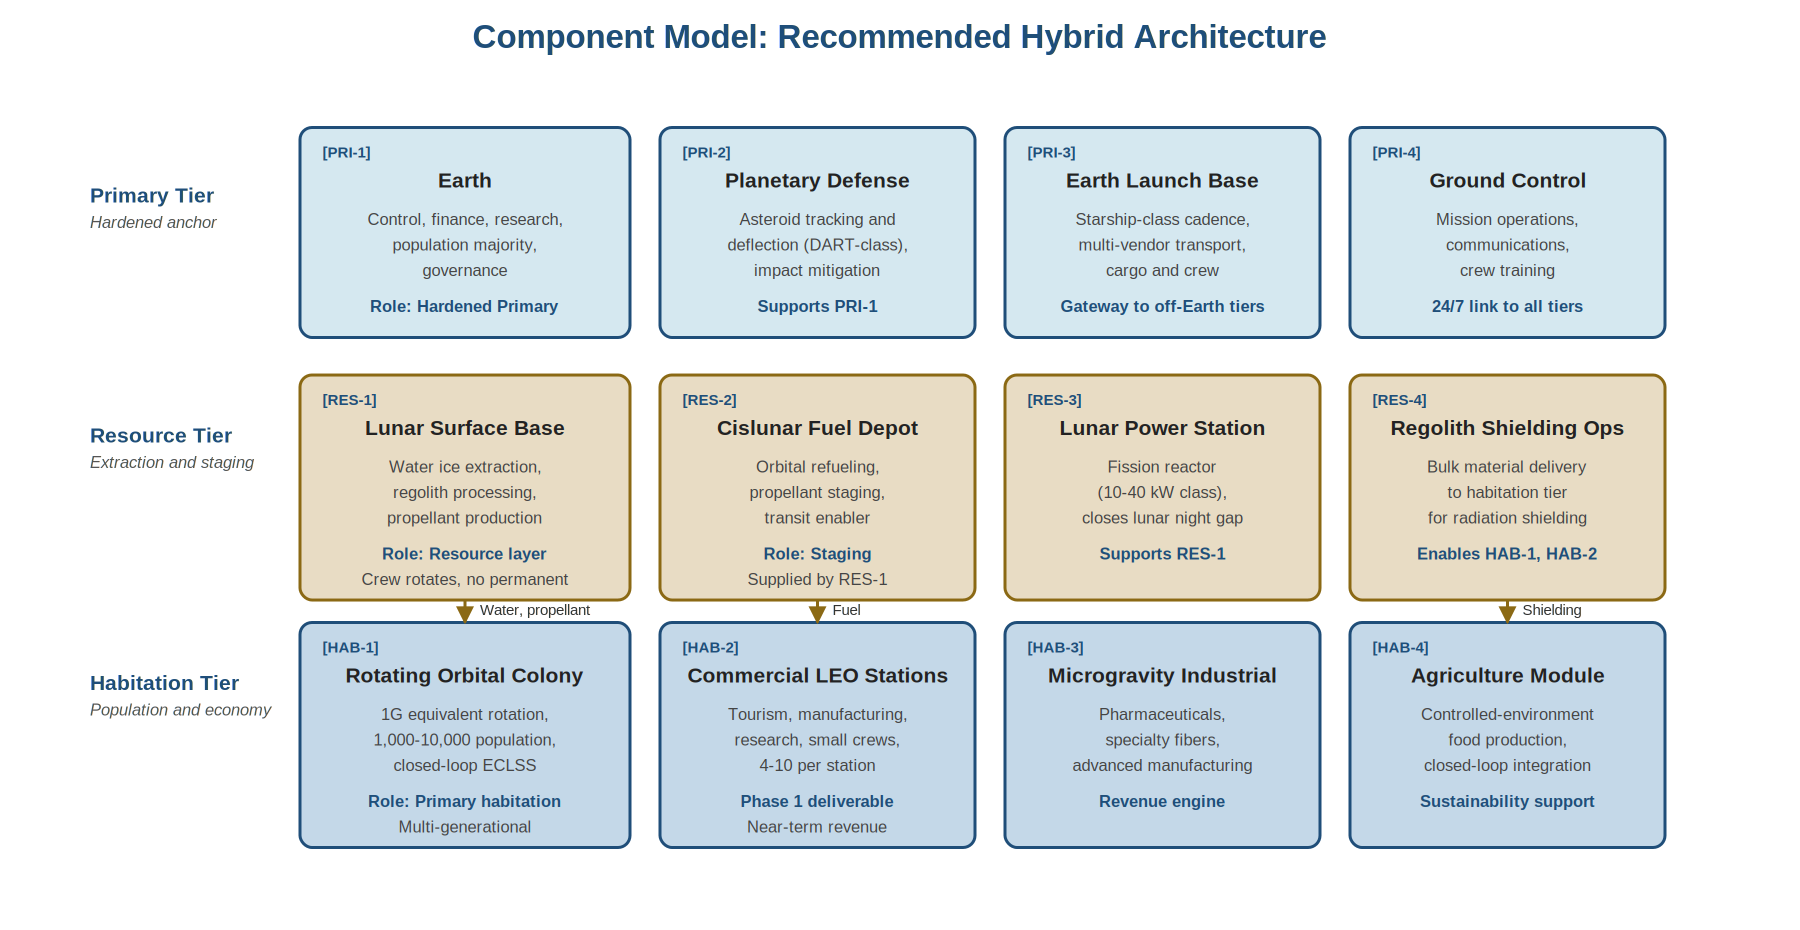 Component Model: Recommended Hybrid Architecture
Primary Tier
Hardened anchor
[PRI-1]
Earth
Control, finance, research,
population majority,
governance
Role: Hardened Primary
[PRI-2]
Planetary Defense
Asteroid tracking and
deflection (DART-class),
impact mitigation
Supports PRI-1
[PRI-3]
Earth Launch Base
Starship-class cadence,
multi-vendor transport,
cargo and crew
Gateway to off-Earth tiers
[PRI-4]
Ground Control
Mission operations,
communications,
crew training
24/7 link to all tiers
Resource Tier
Extraction and staging
[RES-1]
Lunar Surface Base
Water ice extraction,
regolith processing,
propellant production
Role: Resource layer
Crew rotates, no permanent
[RES-2]
Cislunar Fuel Depot
Orbital refueling,
propellant staging,
transit enabler
Role: Staging
Supplied by RES-1
[RES-3]
Lunar Power Station
Fission reactor
(10-40 kW class),
closes lunar night gap
Supports RES-1
[RES-4]
Regolith Shielding Ops
Bulk material delivery
to habitation tier
for radiation shielding
Enables HAB-1, HAB-2
Water, propellant
Fuel
Shielding
Habitation Tier
Population and economy
[HAB-1]
Rotating Orbital Colony
1G equivalent rotation,
1,000-10,000 population,
closed-loop ECLSS
Role: Primary habitation
Multi-generational
[HAB-2]
Commercial LEO Stations
Tourism, manufacturing,
research, small crews,
4-10 per station
Phase 1 deliverable
Near-term revenue
[HAB-3]
Microgravity Industrial
Pharmaceuticals,
specialty fibers,
advanced manufacturing
Revenue engine
[HAB-4]
Agriculture Module
Controlled-environment
food production,
closed-loop integration
Sustainability support